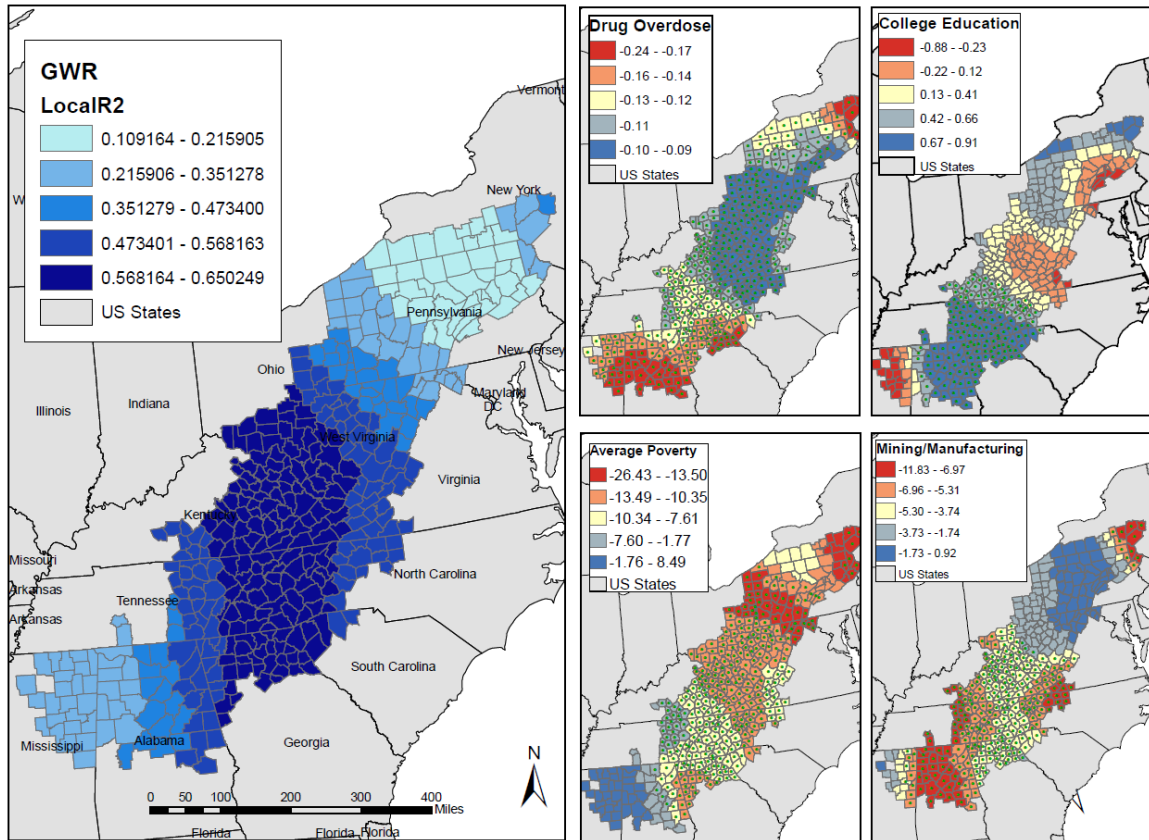 GWR
LocalR2
0.109164 - 0.215905
0.215906 - 0.351278
0.351279 - 0.473400
0.473401 - 0.568163
0.568164 - 0.650249
US States
Vermont
New York
Pennsylvania
New Jersey
Ohio
Maryland
DC
Illinois
Indiana
West Virginia
Virginia
Kentucky
Missouri
North Carolina
Arkansas
Tennessee
Arkansas
South Carolina
Mississippi
Alabama
Georgia
N
0
100
200
300
400
Miles
Florida
Florida
Florida
Drug Overdose
-0.24 - -0.17
-0.16 - -0.14
-0.13 - -0.12
-0.11
-0.10 - -0.09
US States
College Education
-0.88 - -0.23
-0.22 - 0.12
0.13 - 0.41
0.42 - 0.66
0.67 - 0.91
US States
Average Poverty
-26.43 - -13.50
-13.49 - -10.35
-10.34 - -7.61
-7.60 - -1.77
-1.76 - 8.49
US States
Mining/Manufacturing
-11.83 - -6.97
-6.96 - -5.31
-5.30 - -3.74
-3.73 - -1.74
-1.73 - 0.92
US States